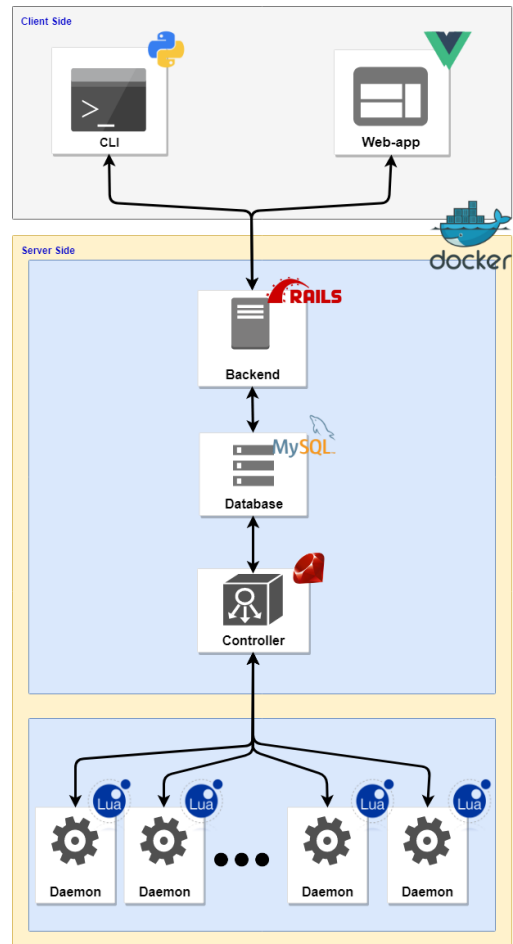 Client Side
>_
CLI
Web-app
docker
Server Side
RAILS
Backend
MySQL
Database
Controller
Lua
Lua
Lua
Lua
Daemon
Daemon
Daemon
Daemon